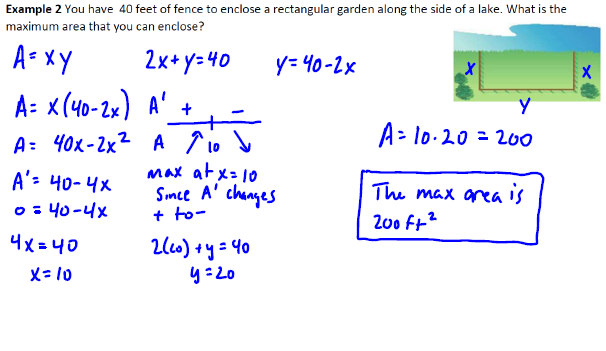 Example 2 You have 40 feet of fence to enclose a rectangular garden along the side of a lake. What is the
maximum area that you can enclose?
A = xy
2x + y = 40
y = 40 - 2x
x
x
y
A = x(40-2x)
A = 40x - 2x²
A' = 40 - 4x
0 = 40 - 4x
4x = 40
x = 10
A' + -
A ↗ 10 ↘
max at x = 10
Since A' changes
+ to -
2(10) + y = 40
y = 20
A = 10·20 = 200
The max area is
200 ft²